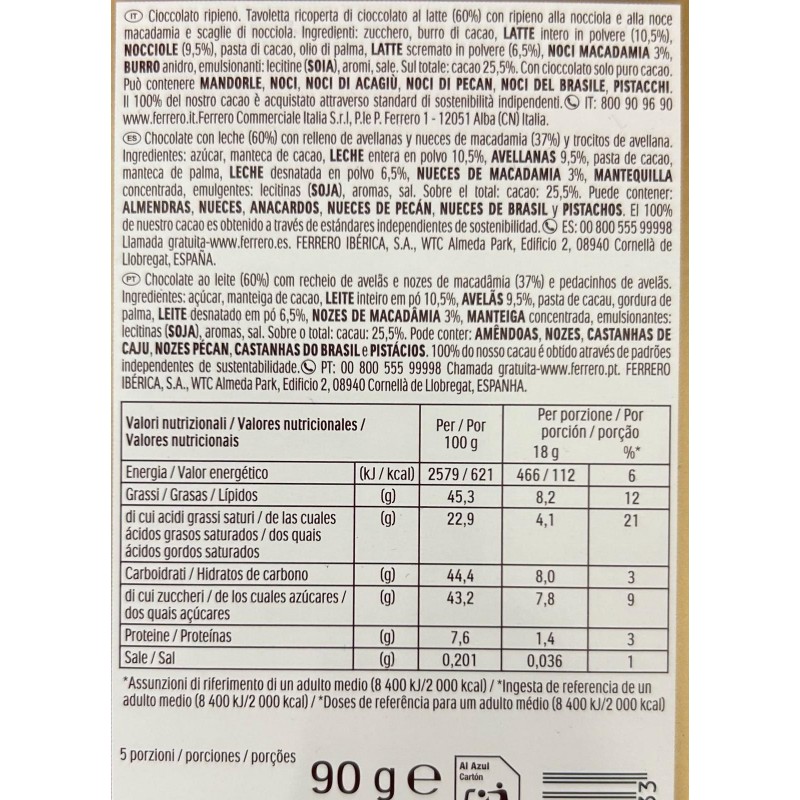 IT Cioccolato ripieno. Tavoletta ricoperta di cioccolato al latte (60%) con ripieno alla nocciola e alla noce
macadamia e scaglie di nocciola. Ingredienti: zucchero, burro di cacao, LATTE intero in polvere (10,5%),
NOCCIOLE (9,5%), pasta di cacao, olio di palma, LATTE scremato in polvere (6,5%), NOCI MACADAMIA 3%,
BURRO anidro, emulsionanti: lecitine (SOIA), aromi, sale. Sul totale: cacao 25,5%. Con cioccolato solo puro cacao.
Può contenere MANDORLE, NOCI, NOCI DI ACAGIÙ, NOCI DI PECAN, NOCI DEL BRASILE, PISTACCHI.
Il 100% del nostro cacao è acquistato attraverso standard di sostenibilità indipendenti. IT: 800 90 96 90
www.ferrero.it.Ferrero Commerciale Italia S.r.l, P.le P. Ferrero 1 - 12051 Alba (CN) Italia.
ES Chocolate con leche (60%) con relleno de avellanas y nueces de macadamia (37%) y trocitos de avellana.
Ingredientes: azúcar, manteca de cacao, LECHE entera en polvo 10,5%, AVELLANAS 9,5%, pasta de cacao,
manteca de palma, LECHE desnatada en polvo 6,5%, NUECES DE MACADAMIA 3%, MANTEQUILLA
concentrada, emulgentes: lecitinas (SOJA), aromas, sal. Sobre el total: cacao: 25,5%. Puede contener:
ALMENDRAS, NUECES, ANACARDOS, NUECES DE PECÁN, NUECES DE BRASIL y PISTACHOS. El 100%
de nuestro cacao es obtenido a través de estándares independientes de sostenibilidad. ES: 00 800 555 99998
Llamada gratuita-www.ferrero.es. FERRERO IBÉRICA, S.A., WTC Almeda Park, Edificio 2, 08940 Cornellà de
Llobregat, ESPAÑA.
PT Chocolate ao leite (60%) com recheio de avelãs e nozes de macadâmia (37%) e pedacinhos de avelãs.
Ingredientes: açúcar, manteiga de cacau, LEITE inteiro em pó 10,5%, AVELÃS 9,5%, pasta de cacau, gordura de
palma, LEITE desnatado em pó 6,5%, NOZES DE MACADÂMIA 3%, MANTEIGA concentrada, emulsionantes:
lecitinas (SOJA), aromas, sal. Sobre o total: cacau: 25,5%. Pode conter: AMÊNDOAS, NOZES, CASTANHAS DE
CAJU, NOZES PÉCAN, CASTANHAS DO BRASIL e PISTÁCIOS. 100% do nosso cacau é obtido através de padrões
independentes de sustentabilidade. PT: 00 800 555 99998 Chamada gratuita-www.ferrero.pt. FERRERO
IBÉRICA, S.A., WTC Almeda Park, Edificio 2, 08940 Cornellà de Llobregat, ESPANHA.
Valori nutrizionali / Valores nutricionales /
Valores nutricionais
Per / Por
100 g
Per porzione / Por
porción / porção
18 g %*
Energia / Valor energético (kJ / kcal) 2579 / 621 466 / 112 6
Grassi / Grasas / Lípidos (g) 45,3 8,2 12
di cui acidi grassi saturi / de las cuales (g) 22,9 4,1 21
ácidos grasos saturados / dos quais
ácidos gordos saturados
Carboidrati / Hidratos de carbono (g) 44,4 8,0 3
di cui zuccheri / de los cuales azúcares / (g) 43,2 7,8 9
dos quais açúcares
Proteine / Proteínas (g) 7,6 1,4 3
Sale / Sal (g) 0,201 0,036 1
*Assunzioni di riferimento di un adulto medio (8 400 kJ/2 000 kcal) / *Ingesta de referencia de un
adulto medio (8 400 kJ/2 000 kcal) / *Doses de referência para um adulto médio (8 400 kJ/2 000 kcal)
5 porzioni / porciones / porções
90 g e
Al Azul
Cartón
33